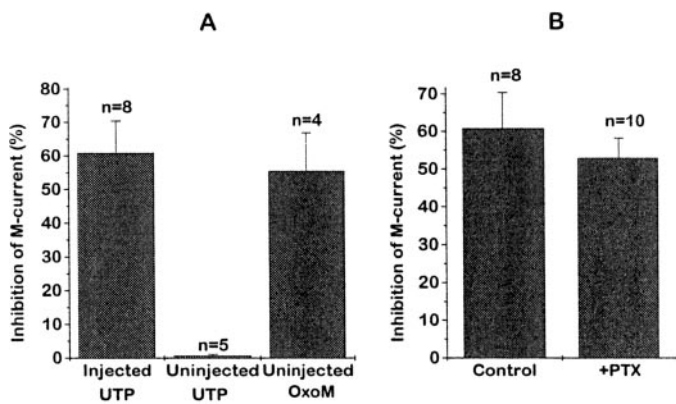 A
Inhibition of M-current (%)
80
70
60
50
40
30
20
10
0
n=8
n=5
n=4
Injected UTP
Uninjected UTP
Uninjected OxoM
B
Inhibition of M-current (%)
70
60
50
40
30
20
10
0
n=8
n=10
Control
+PTX